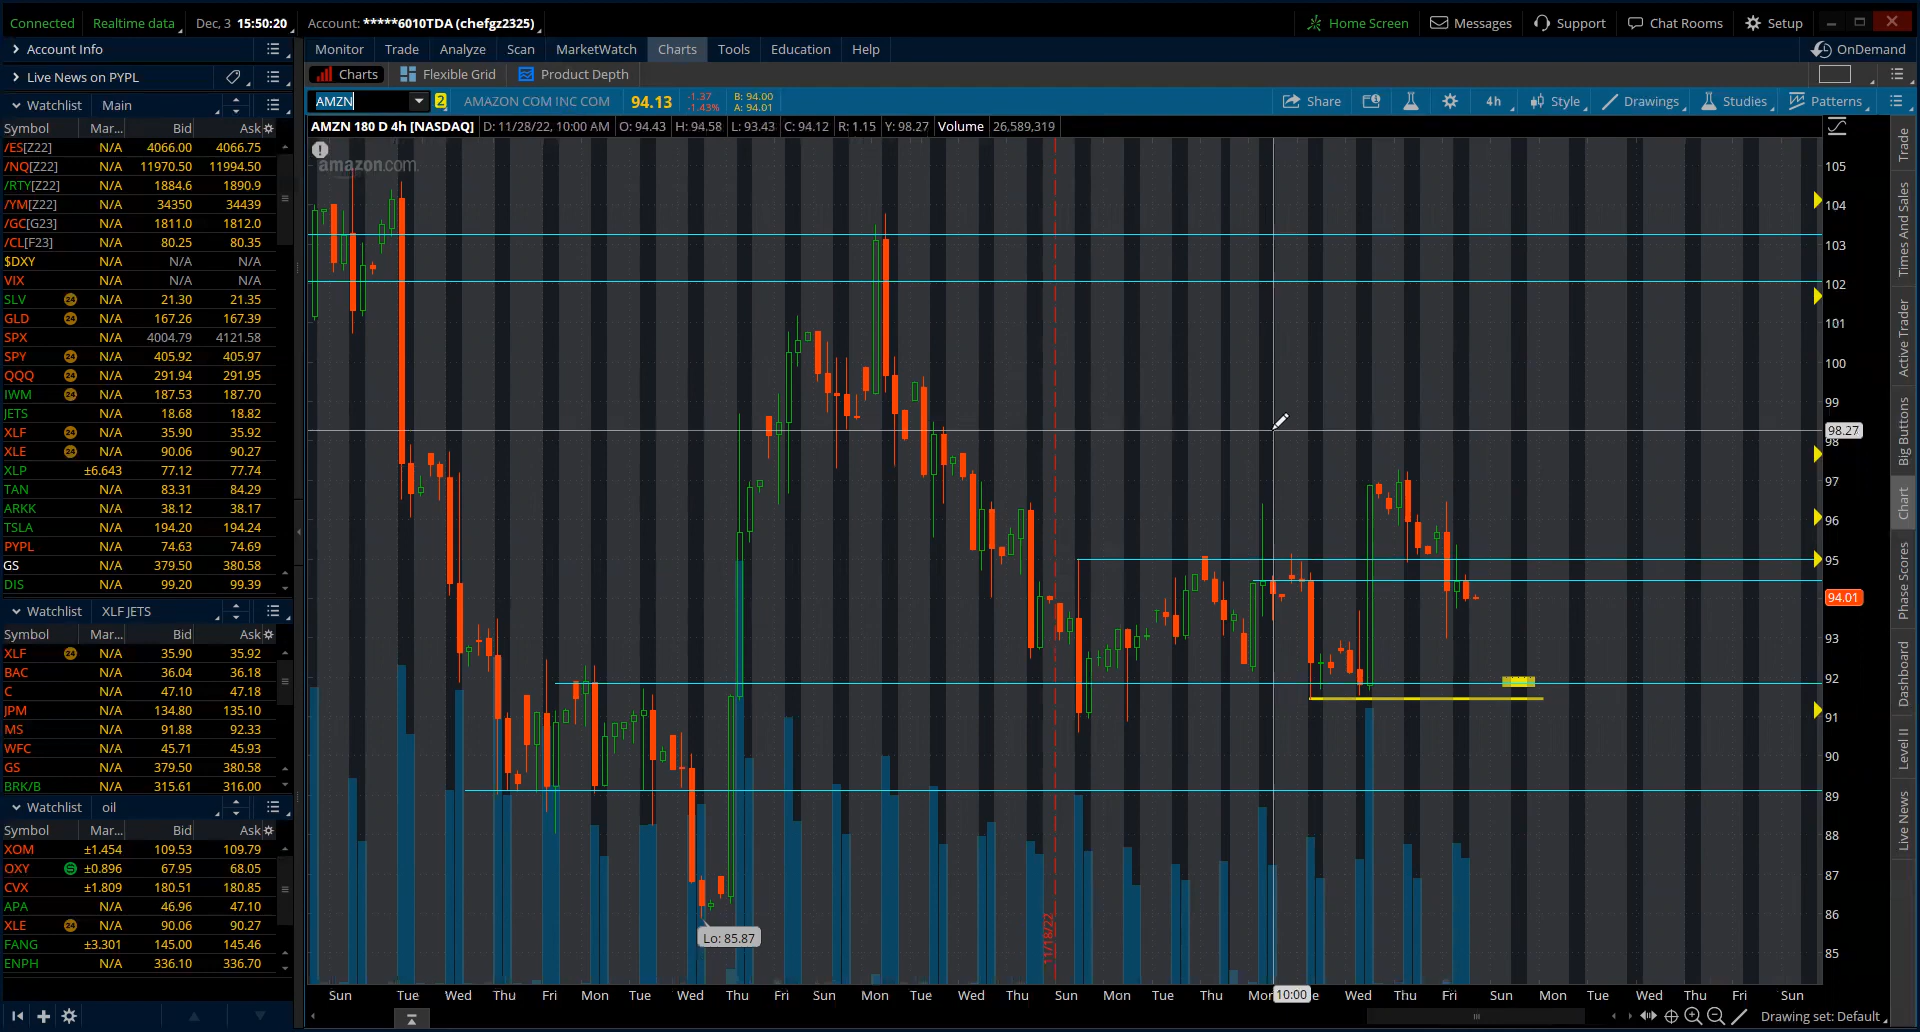 Connected Realtime data Dec, 3 15:50:20 Account: *****6010TDA (chefgz2325) Home Screen Messages Support Chat Rooms Setup
Account Info Monitor Trade Analyze Scan MarketWatch Charts Tools Education Help OnDemand
Live News on PYPL Charts Flexible Grid Product Depth
Watchlist Main AMZN 2 AMAZON COM INC COM 94.13 -1.37 -1.43% B: 94.00 A: 94.01 Share 4h Style Drawings Studies Patterns
AMZN 180 D 4h [NASDAQ] D: 11/28/22, 10:00 AM O: 94.43 H: 94.58 L: 93.43 C: 94.12 R: 1.15 Y: 98.27 Volume 26,589,319
amazon.com.
Symbol Mar... Bid Ask
/ES[Z22] N/A 4066.00 4066.75
/NQ[Z22] N/A 11970.50 11994.50
/RTY[Z22] N/A 1884.6 1890.9
/YM[Z22] N/A 34350 34439
/GC[G23] N/A 1811.0 1812.0
/CL[F23] N/A 80.25 80.35
$DXY N/A N/A N/A
VIX N/A N/A N/A
SLV 24 N/A 21.30 21.35
GLD 24 N/A 167.26 167.39
SPX N/A 4004.79 4121.58
SPY 24 N/A 405.92 405.97
QQQ 24 N/A 291.94 291.95
IWM 24 N/A 187.53 187.70
JETS N/A 18.68 18.82
XLF 24 N/A 35.90 35.92
XLE 24 N/A 90.06 90.27
XLP ±6.643 77.12 77.74
TAN N/A 83.31 84.29
ARKK N/A 38.12 38.17
TSLA N/A 194.20 194.24
PYPL N/A 74.63 74.69
GS N/A 379.50 380.58
DIS N/A 99.20 99.39
Watchlist XLF JETS
Symbol Mar... Bid Ask
XLF 24 N/A 35.90 35.92
BAC N/A 36.04 36.18
C N/A 47.10 47.18
JPM N/A 134.80 135.10
MS N/A 91.88 92.33
WFC N/A 45.71 45.93
GS N/A 379.50 380.58
BRK/B N/A 315.61 316.00
Watchlist oil
Symbol Mar... Bid Ask
XOM ±1.454 109.53 109.79
OXY S ±0.896 67.95 68.05
CVX ±1.809 180.51 180.85
APA N/A 46.96 47.10
XLE 24 N/A 90.06 90.27
FANG ±3.301 145.00 145.46
ENPH N/A 336.10 336.70
105
104
103
102
101
100
99
98.27
98
97
96
95
94.01
93
92
91
90
89
88
87
86
85
Lo: 85.87
11/18/22
Sun Tue Wed Thu Fri Mon Tue Wed Thu Fri Sun Mon Tue Wed Thu Sun Mon Tue Thu Mon 10:00 e Wed Thu Fri Sun Mon Tue Wed Thu Fri Sun
Drawing set: Default
Trade
Times And Sales
Active Trader
Big Buttons
Chart
Phase Scores
Dashboard
Level II
Live News